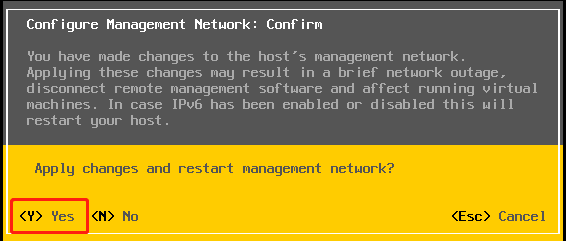 Configure Management Network: Confirm
You have made changes to the host's management network.
Applying these changes may result in a brief network outage,
disconnect remote management software and affect running virtual
machines. In case IPv6 has been enabled or disabled this will
restart your host.
Apply changes and restart management network?
<Y> Yes <N> No <Esc> Cancel